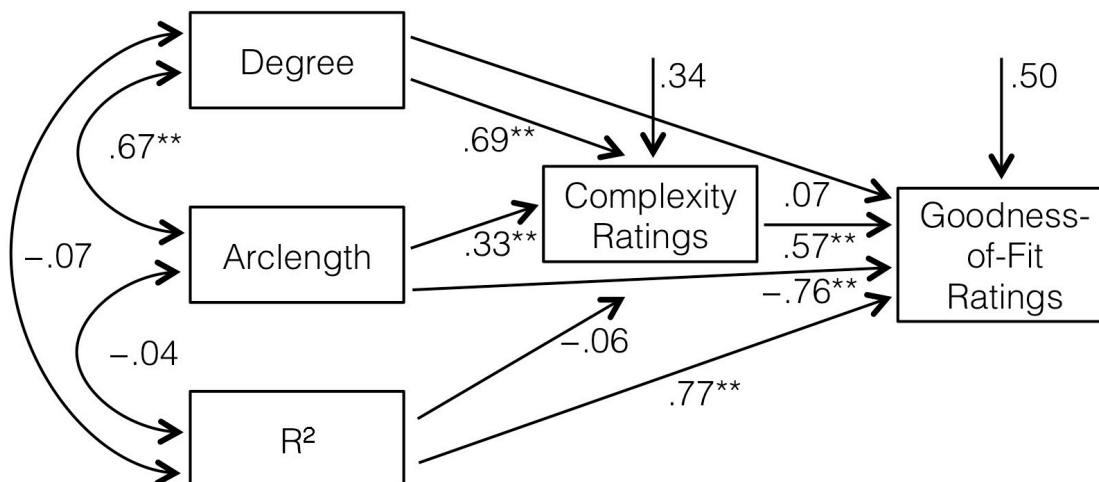 Degree
.34
.50
.67**
.69**
Complexity
Ratings
.07
Goodness-
of-Fit
Ratings
–.07
Arclength
.33**
.57**
–.76**
–.04
–.06
R²
.77**